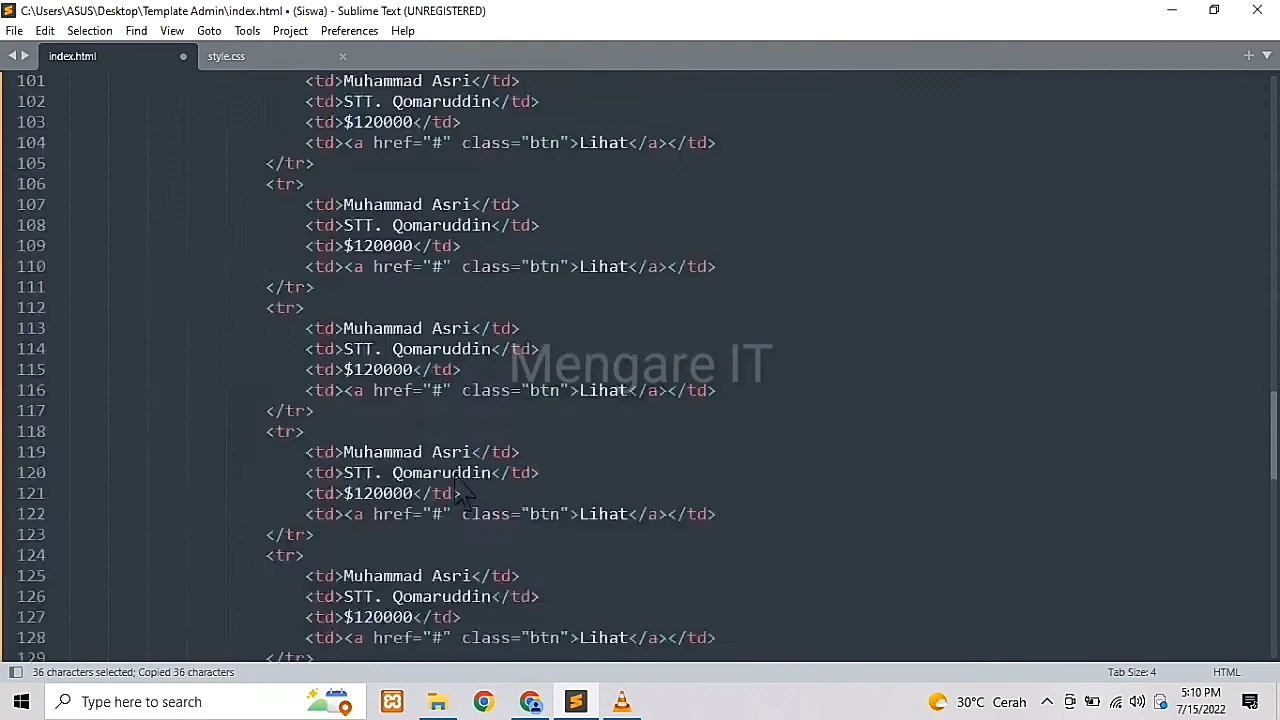 C:\Users\ASUS\Desktop\Template Admin\index.html • (Siswa) - Sublime Text (UNREGISTERED)
File Edit Selection Find View Goto Tools Project Preferences Help
index.html style.css
101 <td>Muhammad Asri</td>
102 <td>STT. Qomaruddin</td>
103 <td>$120000</td>
104 <td><a href="#" class="btn">Lihat</a></td>
105 </tr>
106 <tr>
107 <td>Muhammad Asri</td>
108 <td>STT. Qomaruddin</td>
109 <td>$120000</td>
110 <td><a href="#" class="btn">Lihat</a></td>
111 </tr>
112 <tr>
113 <td>Muhammad Asri</td>
114 <td>STT. Qomaruddin</td>
Mengare IT
115 <td>$120000</td>
116 <td><a href="#" class="btn">Lihat</a></td>
117 </tr>
118 <tr>
119 <td>Muhammad Asri</td>
120 <td>STT. Qomaruddin</td>
121 <td>$120000</td>
122 <td><a href="#" class="btn">Lihat</a></td>
123 </tr>
124 <tr>
125 <td>Muhammad Asri</td>
126 <td>STT. Qomaruddin</td>
127 <td>$120000</td>
128 <td><a href="#" class="btn">Lihat</a></td>
129 </tr>
36 characters selected; Copied 36 characters Tab Size: 4 HTML
Type here to search 30°C Cerah 5:10 PM
7/15/2022